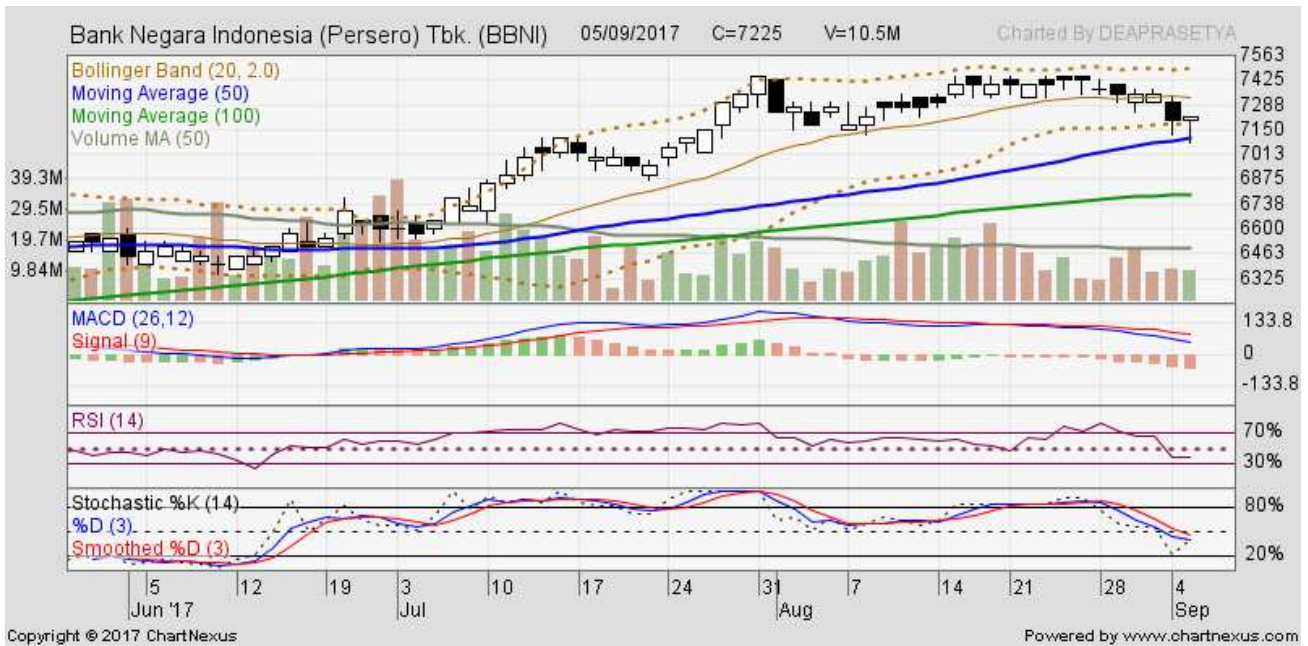 Bank Negara Indonesia (Persero) Tbk. (BBNI) 05/09/2017 C=7225 V=10.5M Charted By DEAPRASETYA
Bollinger Band (20, 2.0)
Moving Average (50)
Moving Average (100)
Volume MA (50)
39.3M
29.5M
19.7M
9.84M
7563
7425
7288
7150
7013
6875
6738
6600
6463
6325
MACD (26,12)
Signal (9)
133.8
0
-133.8
RSI (14)
70%
30%
Stochastic %K (14)
%D (3)
Smoothed %D (3)
80%
20%
5 12 19 3 10 17 24 31 7 14 21 28 4
Jun '17 Jul Aug Sep
Copyright © 2017 ChartNexus Powered by www.chartnexus.com